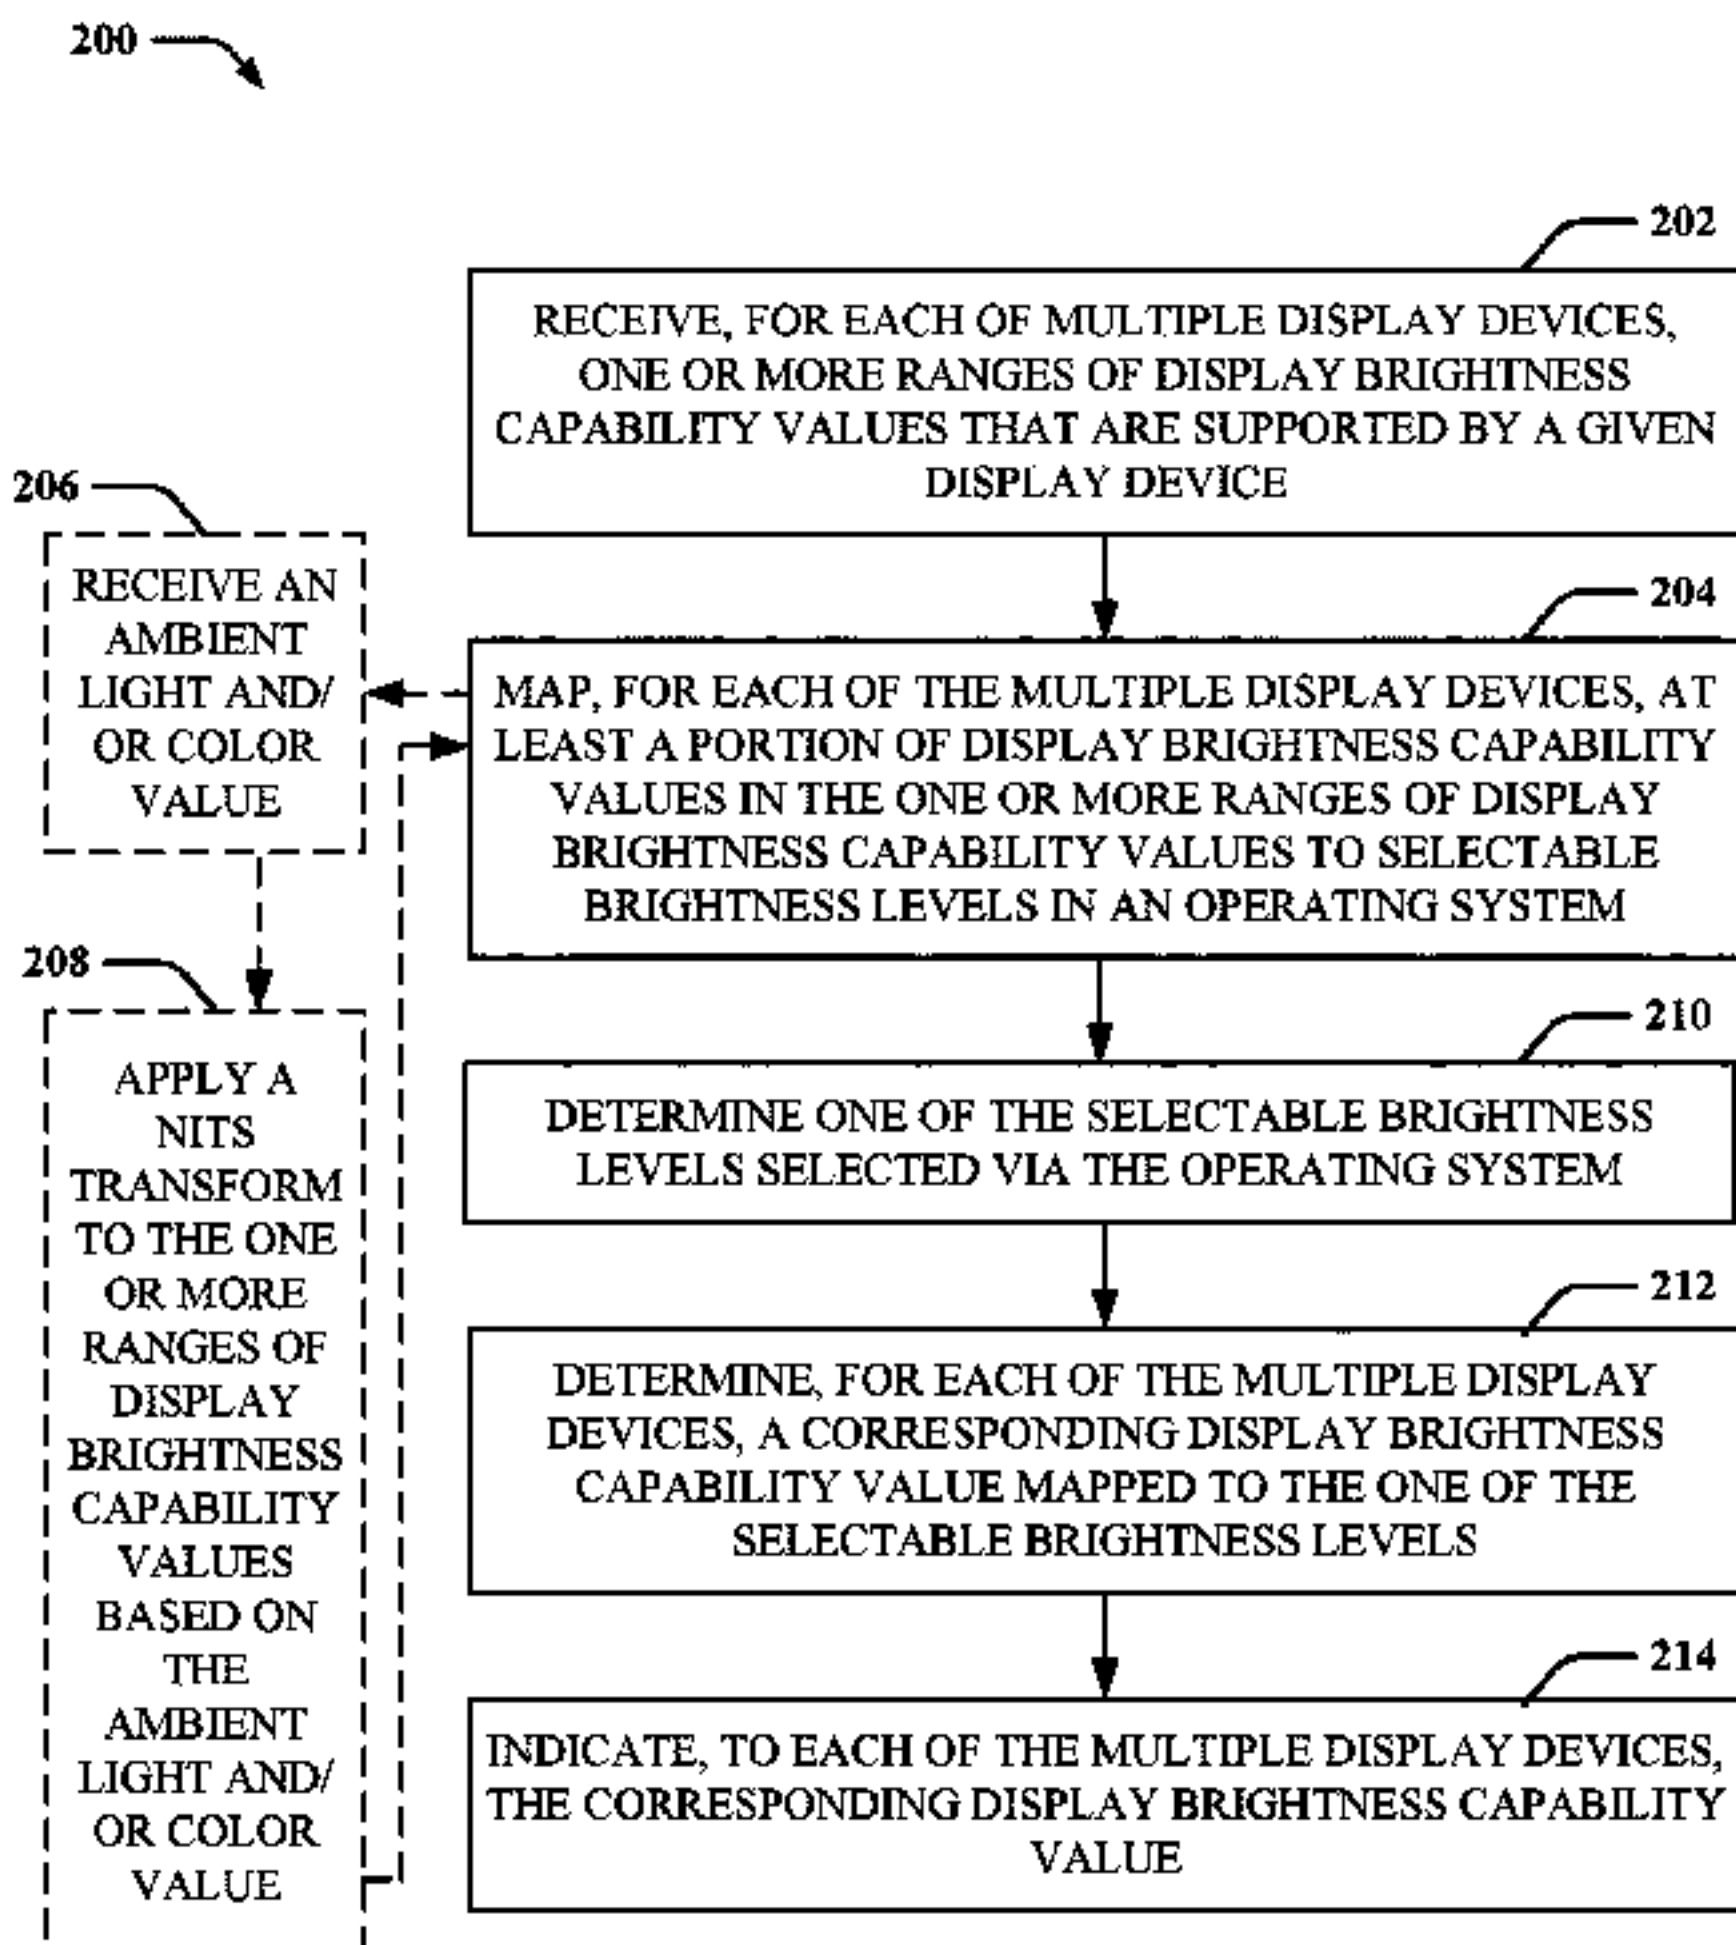 200
202
RECEIVE, FOR EACH OF MULTIPLE DISPLAY DEVICES,
ONE OR MORE RANGES OF DISPLAY BRIGHTNESS
CAPABILITY VALUES THAT ARE SUPPORTED BY A GIVEN
DISPLAY DEVICE
204
MAP, FOR EACH OF THE MULTIPLE DISPLAY DEVICES, AT
LEAST A PORTION OF DISPLAY BRIGHTNESS CAPABILITY
VALUES IN THE ONE OR MORE RANGES OF DISPLAY
BRIGHTNESS CAPABILITY VALUES TO SELECTABLE
BRIGHTNESS LEVELS IN AN OPERATING SYSTEM
206
RECEIVE AN
AMBIENT
LIGHT AND/
OR COLOR
VALUE
208
APPLY A
NITS
TRANSFORM
TO THE ONE
OR MORE
RANGES OF
DISPLAY
BRIGHTNESS
CAPABILITY
VALUES
BASED ON
THE
AMBIENT
LIGHT AND/
OR COLOR
VALUE
210
DETERMINE ONE OF THE SELECTABLE BRIGHTNESS
LEVELS SELECTED VIA THE OPERATING SYSTEM
212
DETERMINE, FOR EACH OF THE MULTIPLE DISPLAY
DEVICES, A CORRESPONDING DISPLAY BRIGHTNESS
CAPABILITY VALUE MAPPED TO THE ONE OF THE
SELECTABLE BRIGHTNESS LEVELS
214
INDICATE, TO EACH OF THE MULTIPLE DISPLAY DEVICES,
THE CORRESPONDING DISPLAY BRIGHTNESS CAPABILITY
VALUE